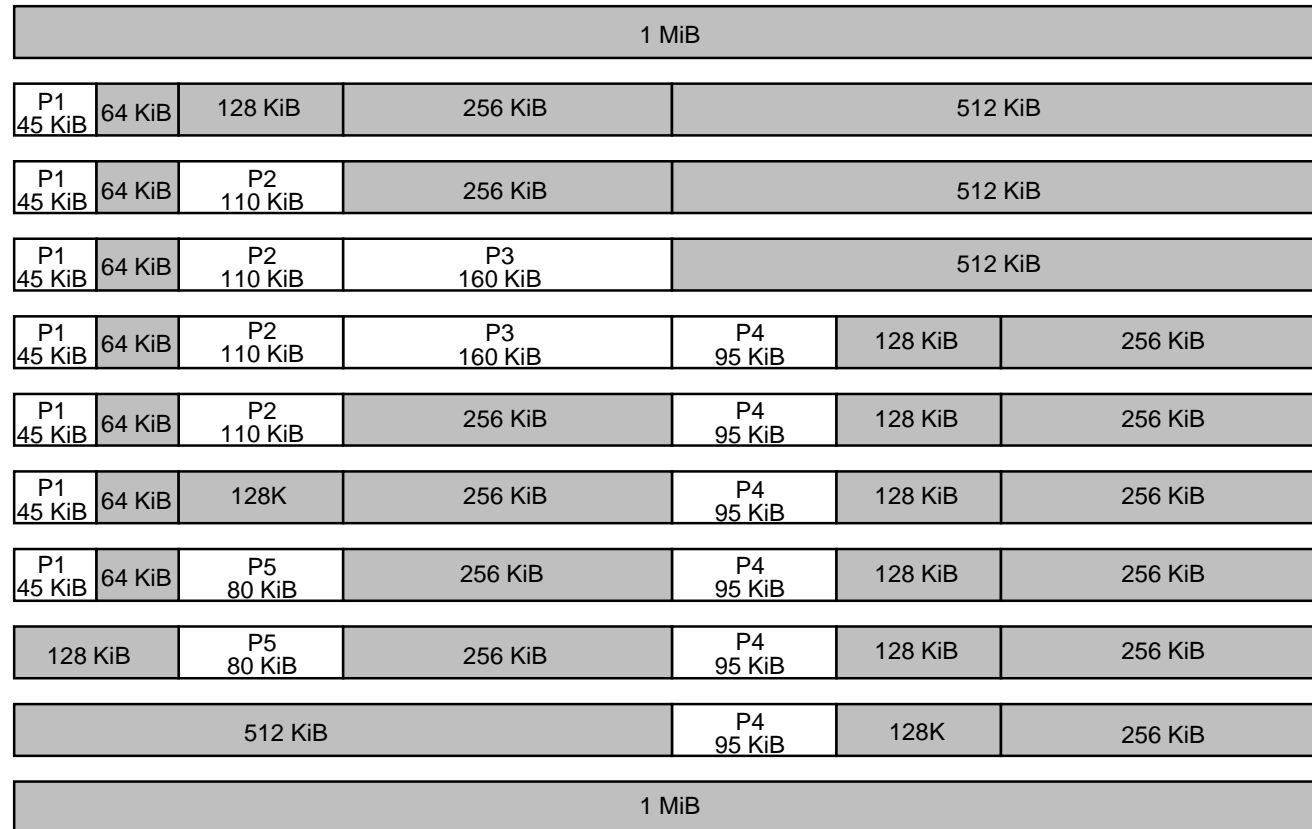 1 MiB
P1 45 KiB 64 KiB 128 KiB 256 KiB 512 KiB
P1 45 KiB 64 KiB P2 110 KiB 256 KiB 512 KiB
P1 45 KiB 64 KiB P2 110 KiB P3 160 KiB 512 KiB
P1 45 KiB 64 KiB P2 110 KiB P3 160 KiB P4 95 KiB 128 KiB 256 KiB
P1 45 KiB 64 KiB P2 110 KiB 256 KiB P4 95 KiB 128 KiB 256 KiB
P1 45 KiB 64 KiB 128K 256 KiB P4 95 KiB 128 KiB 256 KiB
P1 45 KiB 64 KiB P5 80 KiB 256 KiB P4 95 KiB 128 KiB 256 KiB
128 KiB P5 80 KiB 256 KiB P4 95 KiB 128 KiB 256 KiB
512 KiB P4 95 KiB 128K 256 KiB
1 MiB